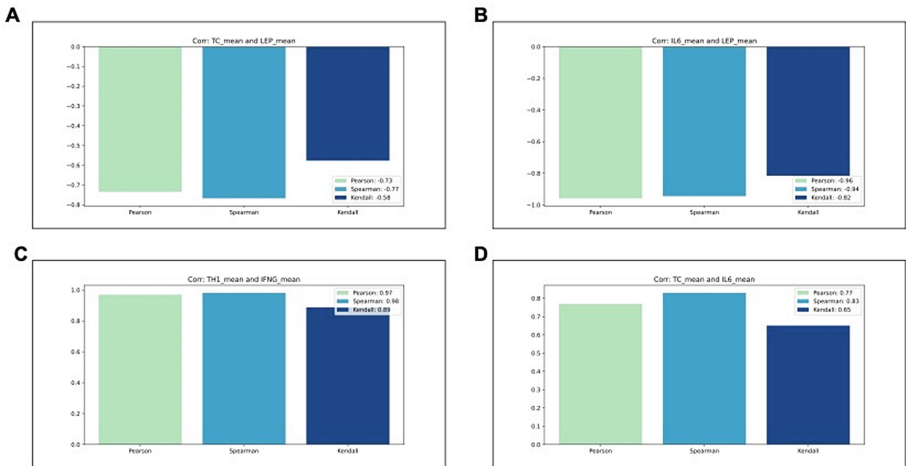 A
Corr: TC_mean and LEP_mean
0.0
−0.1
−0.2
−0.3
−0.4
−0.5
−0.6
−0.7
−0.8
Pearson: -0.73
Spearman: -0.77
Kendall: -0.58
Pearson Spearman Kendall
B
Corr: IL6_mean and LEP_mean
0.0
−0.2
−0.4
−0.6
−0.8
−1.0
Pearson: -0.96
Spearman: -0.94
Kendall: -0.82
Pearson Spearman Kendall
C
Corr: TH1_mean and IFNG_mean
1.0
0.8
0.6
0.4
0.2
0.0
Pearson: 0.97
Spearman: 0.98
Kendall: 0.89
Pearson Spearman Kendall
D
Corr: TC_mean and IL6_mean
0.8
0.7
0.6
0.5
0.4
0.3
0.2
0.1
0.0
Pearson: 0.77
Spearman: 0.83
Kendall: 0.65
Pearson Spearman Kendall